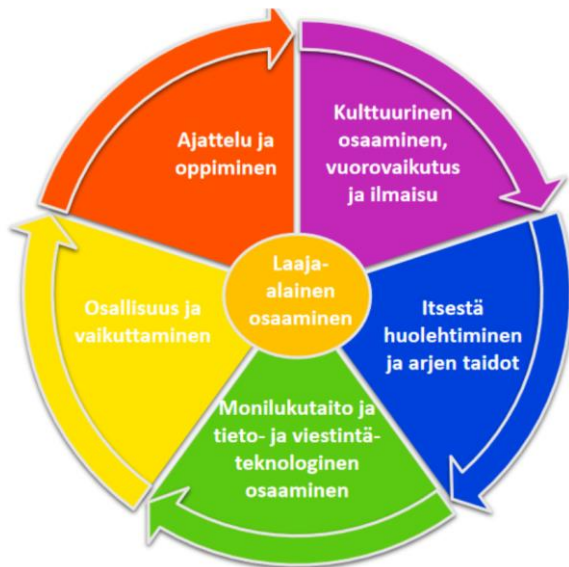 Ajattelu ja
oppiminen
Kulttuurinen
osaaminen,
vuorovaikutus
ja ilmaisu
Laaja-
alainen
osaaminen
Osallisuus ja
vaikuttaminen
Itsestä
huolehtiminen
ja arjen taidot
Monilukutaito ja
tieto- ja viestintä-
teknologinen
osaaminen